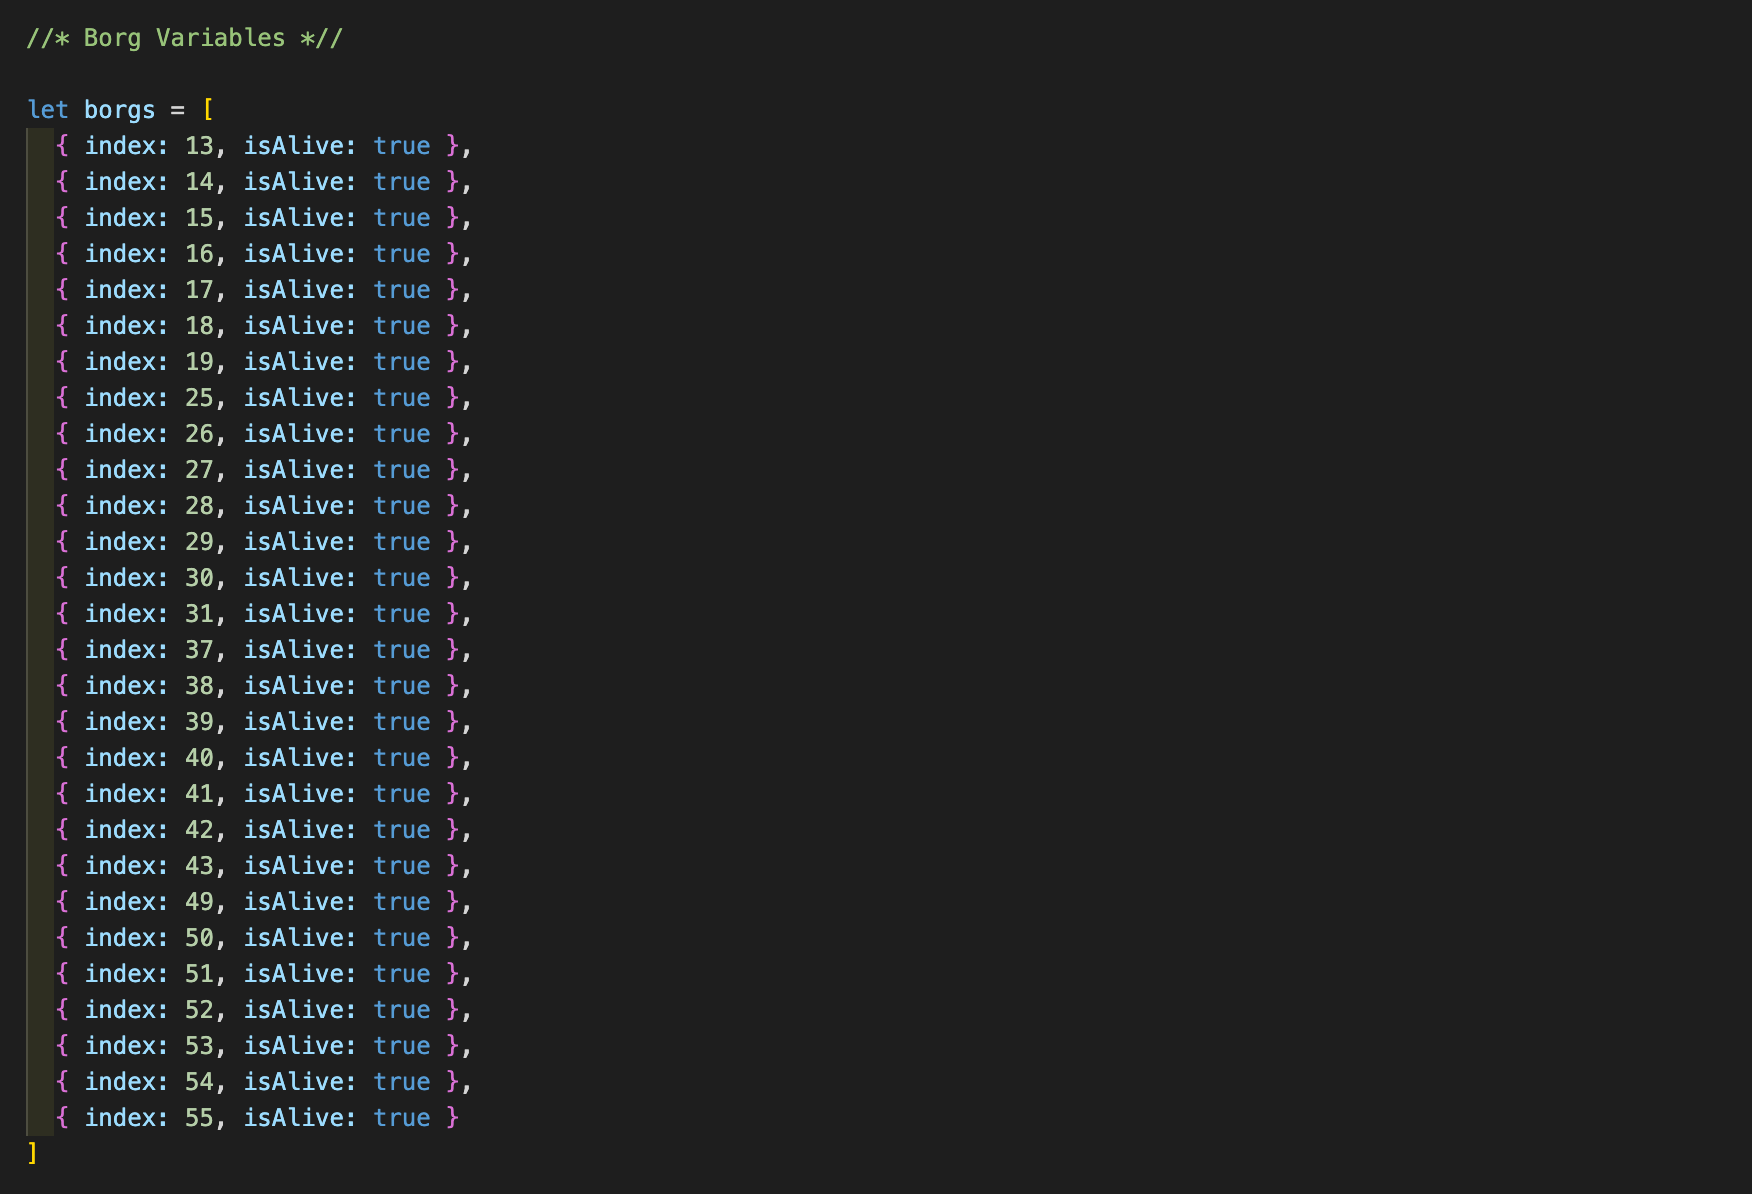 //* Borg Variables *//
let borgs = [
{ index: 13, isAlive: true },
{ index: 14, isAlive: true },
{ index: 15, isAlive: true },
{ index: 16, isAlive: true },
{ index: 17, isAlive: true },
{ index: 18, isAlive: true },
{ index: 19, isAlive: true },
{ index: 25, isAlive: true },
{ index: 26, isAlive: true },
{ index: 27, isAlive: true },
{ index: 28, isAlive: true },
{ index: 29, isAlive: true },
{ index: 30, isAlive: true },
{ index: 31, isAlive: true },
{ index: 37, isAlive: true },
{ index: 38, isAlive: true },
{ index: 39, isAlive: true },
{ index: 40, isAlive: true },
{ index: 41, isAlive: true },
{ index: 42, isAlive: true },
{ index: 43, isAlive: true },
{ index: 49, isAlive: true },
{ index: 50, isAlive: true },
{ index: 51, isAlive: true },
{ index: 52, isAlive: true },
{ index: 53, isAlive: true },
{ index: 54, isAlive: true },
{ index: 55, isAlive: true }
]